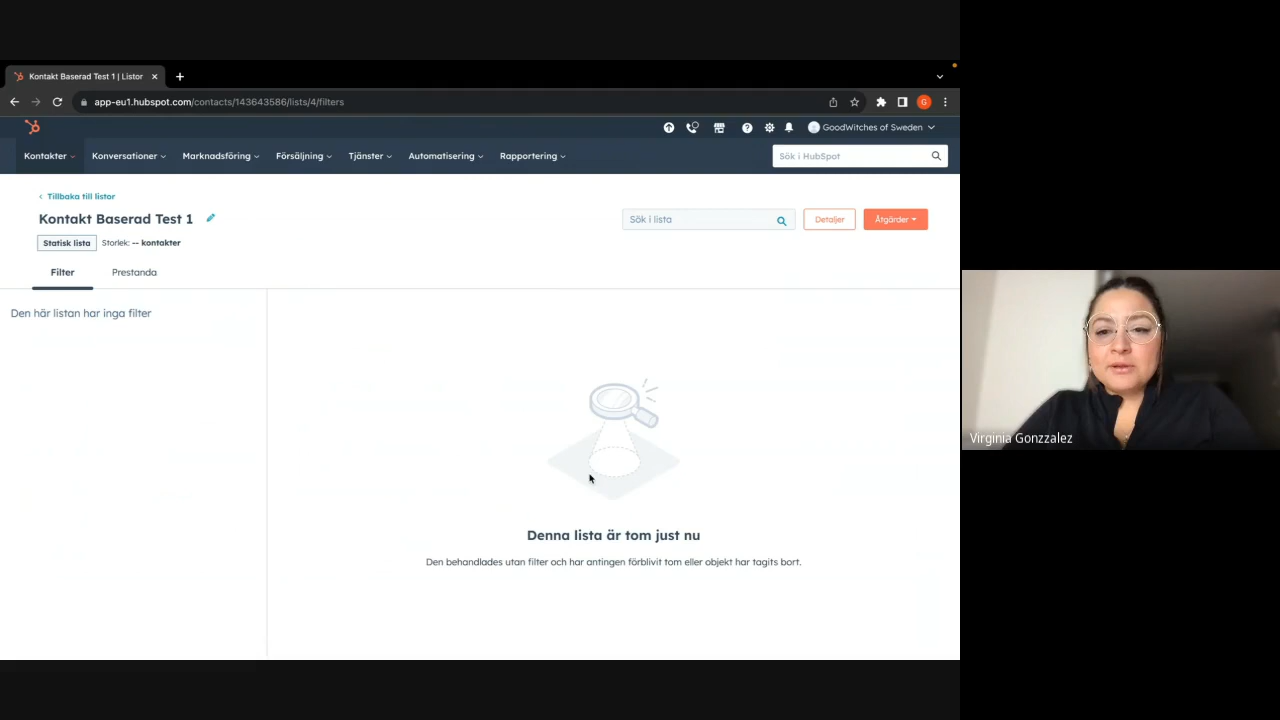 Kontakt Baserad Test 1 | Listor
app-eu1.hubspot.com/contacts/143643586/lists/4/filters
G
GoodWitches of Sweden
Kontakter
Konversationer
Marknadsföring
Försäljning
Tjänster
Automatisering
Rapportering
Sök i HubSpot
Tillbaka till listor
Kontakt Baserad Test 1
Sök i lista
Detaljer
Åtgärder
Statisk lista
Storlek: -- kontakter
Filter
Prestanda
Den här listan har inga filter
Denna lista är tom just nu
Den behandlades utan filter och har antingen förblivit tom eller objekt har tagits bort.
Virginia Gonzzalez